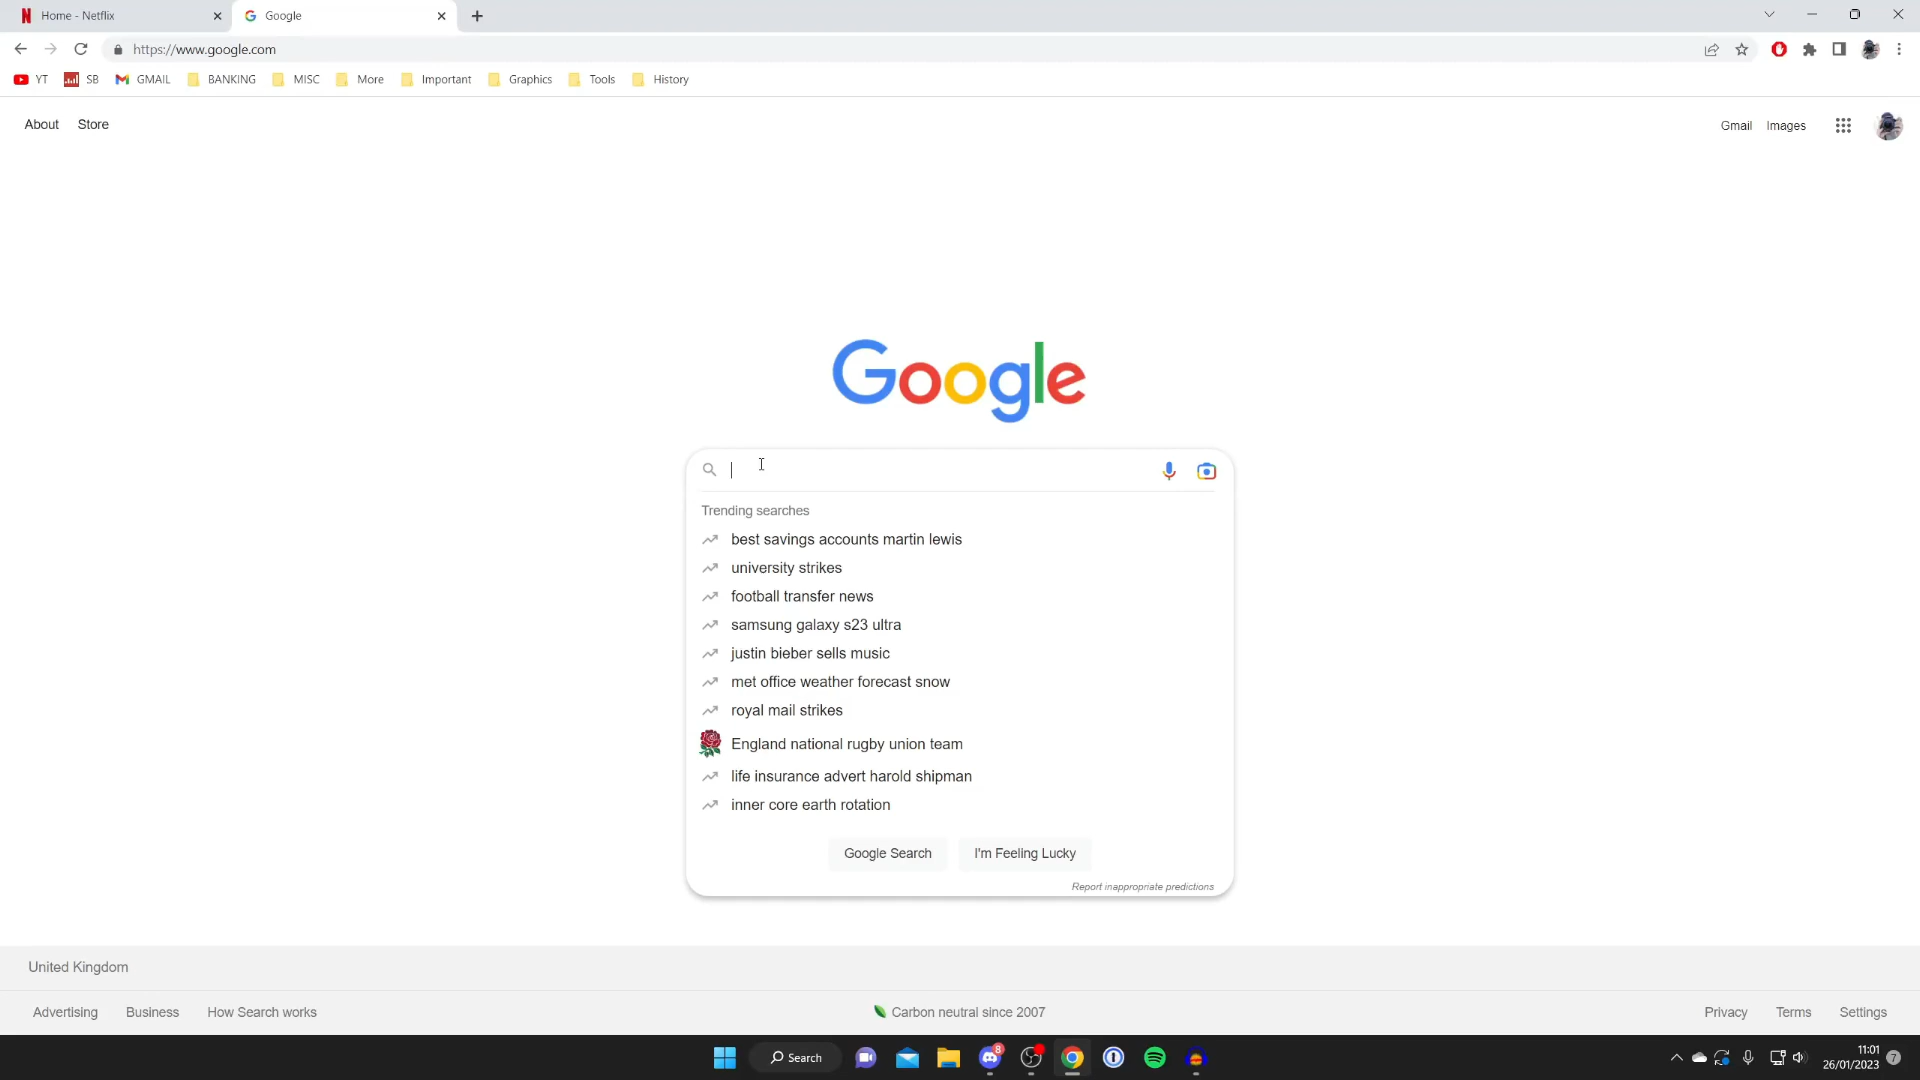 Home - Netflix
Google
https://www.google.com
YT SB GMAIL BANKING MISC More Important Graphics Tools History
About Store
Gmail Images
Google
Trending searches
best savings accounts martin lewis
university strikes
football transfer news
samsung galaxy s23 ultra
justin bieber sells music
met office weather forecast snow
royal mail strikes
England national rugby union team
life insurance advert harold shipman
inner core earth rotation
Google Search I'm Feeling Lucky
Report inappropriate predictions
United Kingdom
Advertising Business How Search works
Carbon neutral since 2007
Privacy Terms Settings
Search
8
11:01
26/01/2023
7